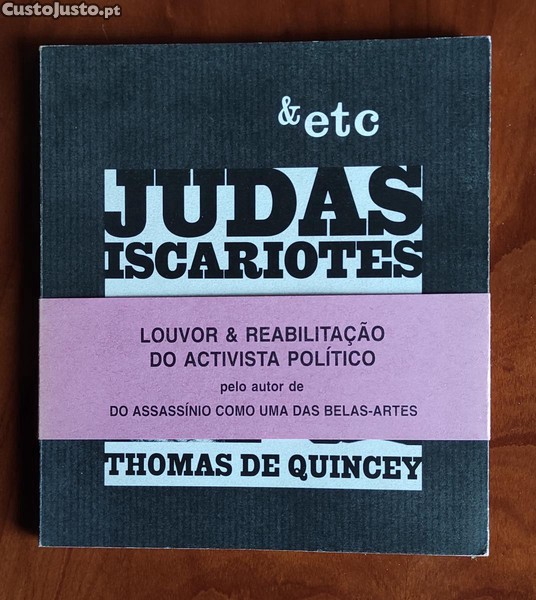 CustoJusto.pt
& etc
JUDAS
ISCARIOTES
LOUVOR & REABILITAÇÃO
DO ACTIVISTA POLÍTICO
pelo autor de
DO ASSASSÍNIO COMO UMA DAS BELAS-ARTES
THOMAS DE QUINCEY